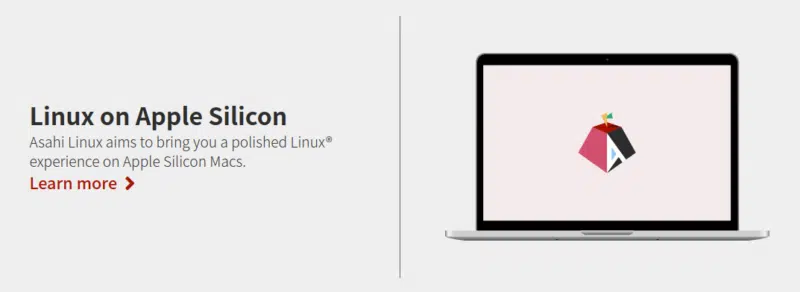 Linux on Apple Silicon
Asahi Linux aims to bring you a polished Linux®
experience on Apple Silicon Macs.
Learn more